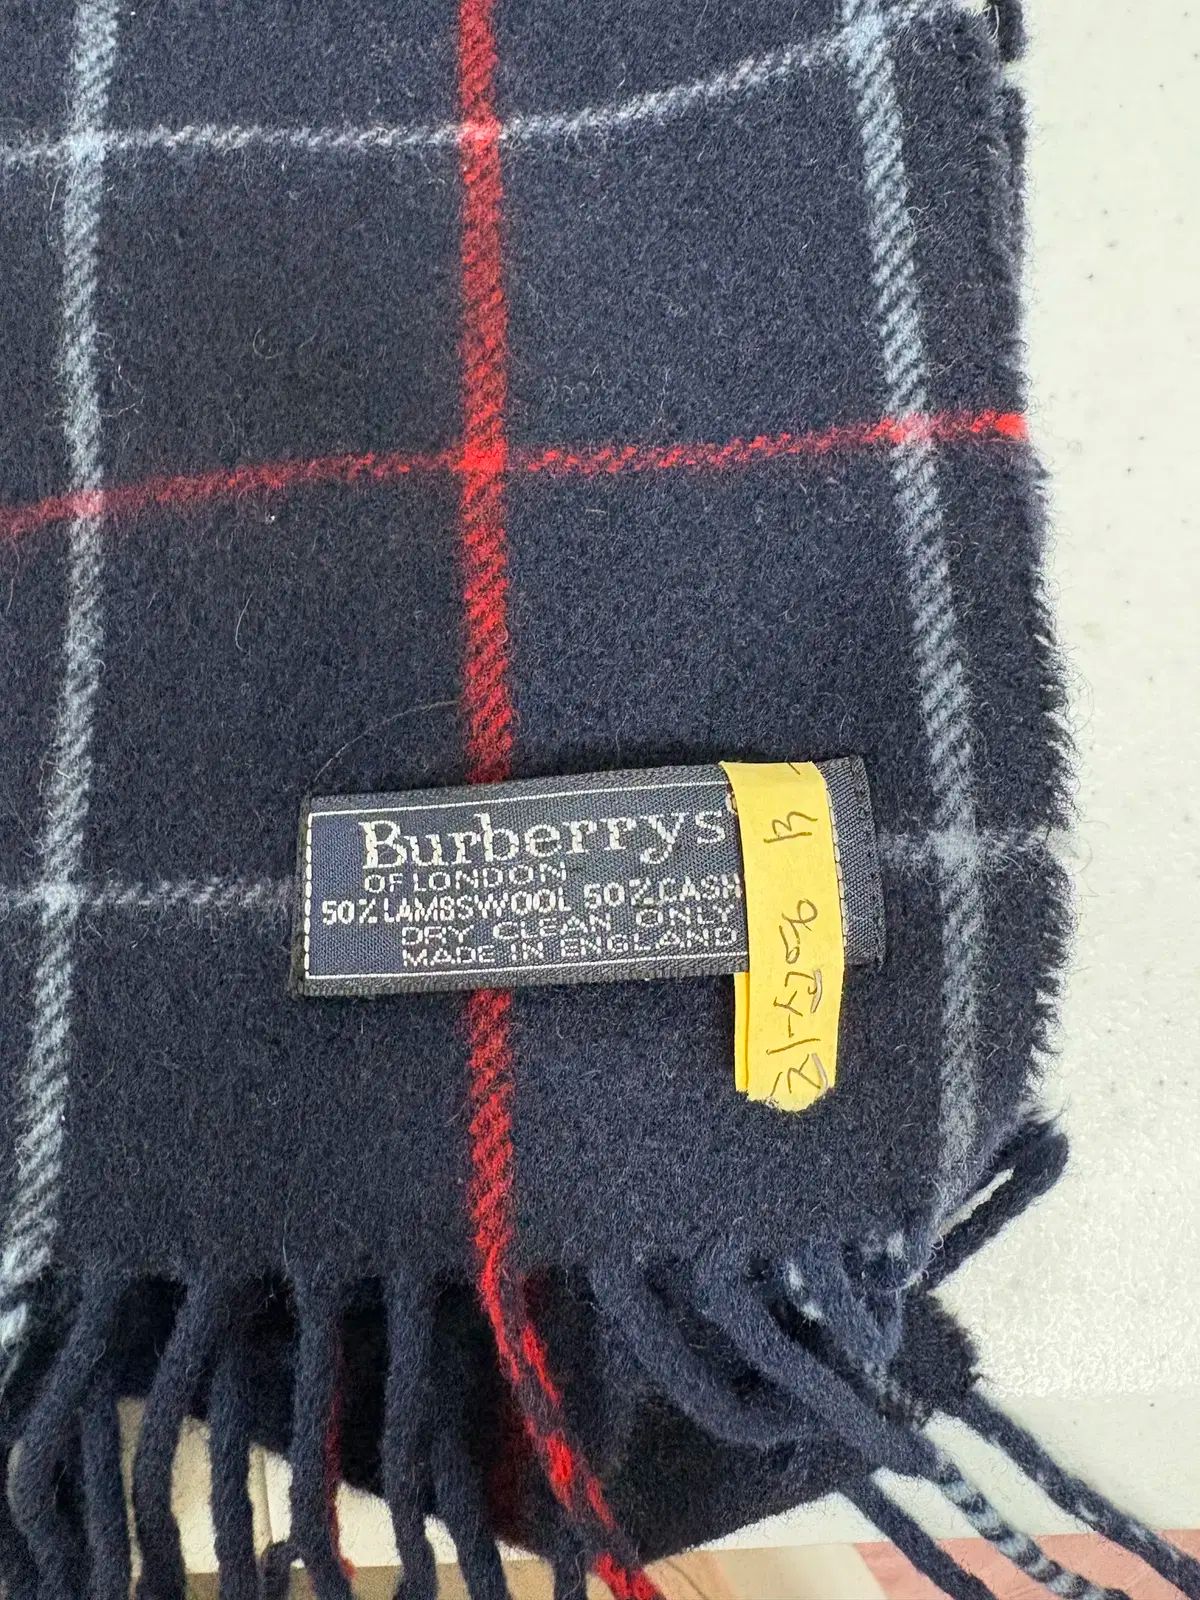 Burberrys
OF LONDON
50% LAMBSWOOL 50% CASH
DRY CLEAN ONLY
MADE IN ENGLAND